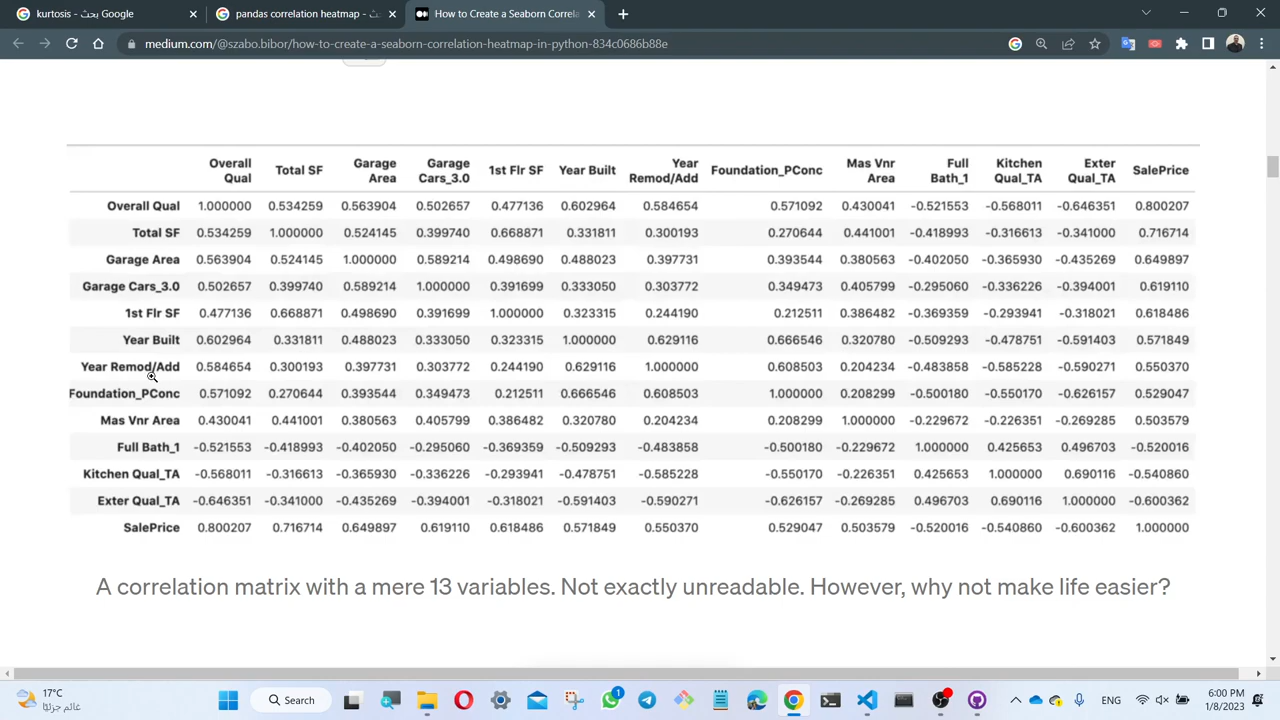 kurtosis - بحث Google
pandas correlation heatmap - بحث
How to Create a Seaborn Correla
medium.com/@szabo.bibor/how-to-create-a-seaborn-correlation-heatmap-in-python-834c0686b88e
Overall Qual Total SF Garage Area Garage Cars_3.0 1st Flr SF Year Built Year Remod/Add Foundation_PConc Mas Vnr Area Full Bath_1 Kitchen Qual_TA Exter Qual_TA SalePrice
Overall Qual 1.000000 0.534259 0.563904 0.502657 0.477136 0.602964 0.584654 0.571092 0.430041 -0.521553 -0.568011 -0.646351 0.800207
Total SF 0.534259 1.000000 0.524145 0.399740 0.668871 0.331811 0.300193 0.270644 0.441001 -0.418993 -0.316613 -0.341000 0.716714
Garage Area 0.563904 0.524145 1.000000 0.589214 0.498690 0.488023 0.397731 0.393544 0.380563 -0.402050 -0.365930 -0.435269 0.649897
Garage Cars_3.0 0.502657 0.399740 0.589214 1.000000 0.391699 0.333050 0.303772 0.349473 0.405799 -0.295060 -0.336226 -0.394001 0.619110
1st Flr SF 0.477136 0.668871 0.498690 0.391699 1.000000 0.323315 0.244190 0.212511 0.386482 -0.369359 -0.293941 -0.318021 0.618486
Year Built 0.602964 0.331811 0.488023 0.333050 0.323315 1.000000 0.629116 0.666546 0.320780 -0.509293 -0.478751 -0.591403 0.571849
Year Remod/Add 0.584654 0.300193 0.397731 0.303772 0.244190 0.629116 1.000000 0.608503 0.204234 -0.483858 -0.585228 -0.590271 0.550370
Foundation_PConc 0.571092 0.270644 0.393544 0.349473 0.212511 0.666546 0.608503 1.000000 0.208299 -0.500180 -0.550170 -0.626157 0.529047
Mas Vnr Area 0.430041 0.441001 0.380563 0.405799 0.386482 0.320780 0.204234 0.208299 1.000000 -0.229672 -0.226351 -0.269285 0.503579
Full Bath_1 -0.521553 -0.418993 -0.402050 -0.295060 -0.369359 -0.509293 -0.483858 -0.500180 -0.229672 1.000000 0.425653 0.496703 -0.520016
Kitchen Qual_TA -0.568011 -0.316613 -0.365930 -0.336226 -0.293941 -0.478751 -0.585228 -0.550170 -0.226351 0.425653 1.000000 0.690116 -0.540860
Exter Qual_TA -0.646351 -0.341000 -0.435269 -0.394001 -0.318021 -0.591403 -0.590271 -0.626157 -0.269285 0.496703 0.690116 1.000000 -0.600362
SalePrice 0.800207 0.716714 0.649897 0.619110 0.618486 0.571849 0.550370 0.529047 0.503579 -0.520016 -0.540860 -0.600362 1.000000
A correlation matrix with a mere 13 variables. Not exactly unreadable. However, why not make life easier?
17°C
غائم جزئيًا
Search
1
ENG
6:00 PM
1/8/2023